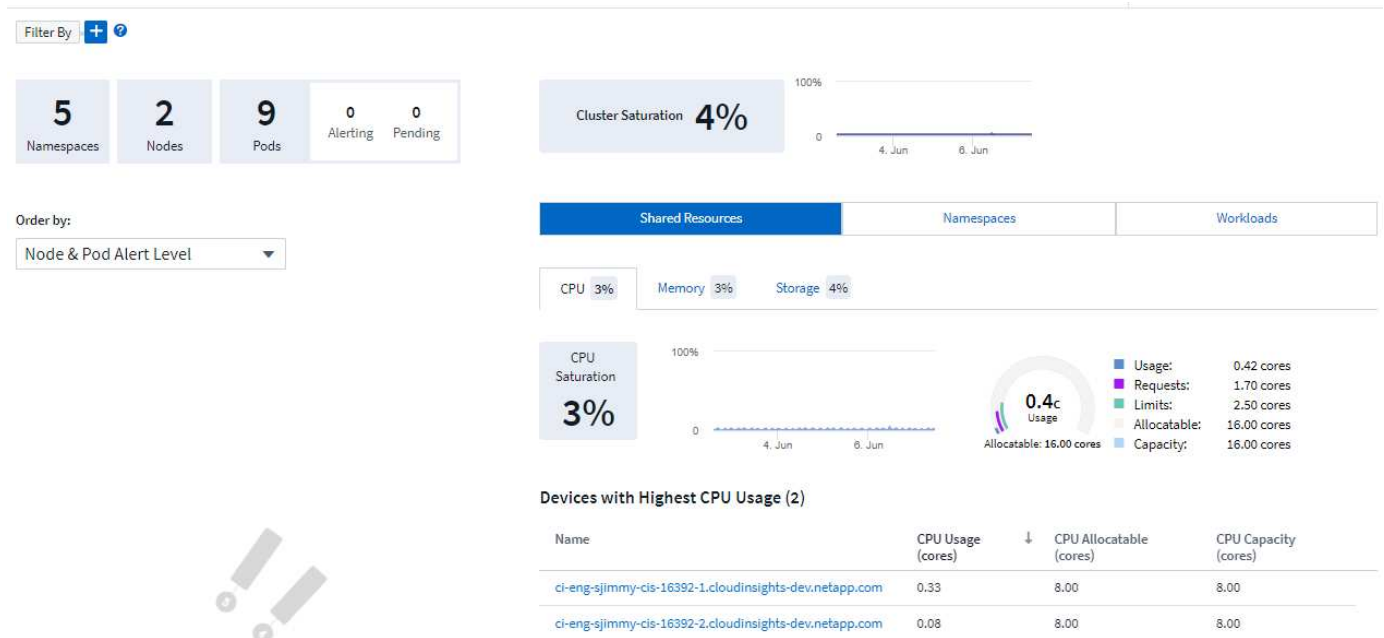 Filter By + ?
5
Namespaces
2
Nodes
9
Pods
0
Alerting
0
Pending
Cluster Saturation 4%
100%
0
4. Jun 6. Jun
Order by:
Node & Pod Alert Level
Shared Resources Namespaces Workloads
CPU 3% Memory 3% Storage 4%
CPU
Saturation
3%
100%
0
4. Jun 6. Jun
0.4c
Usage
Allocatable: 16.00 cores
Usage: 0.42 cores
Requests: 1.70 cores
Limits: 2.50 cores
Allocatable: 16.00 cores
Capacity: 16.00 cores
Devices with Highest CPU Usage (2)
Name CPU Usage (cores) ↓ CPU Allocatable (cores) CPU Capacity (cores)
ci-eng-sjimmy-cis-16392-1.cloudinsights-dev.netapp.com 0.33 8.00 8.00
ci-eng-sjimmy-cis-16392-2.cloudinsights-dev.netapp.com 0.08 8.00 8.00